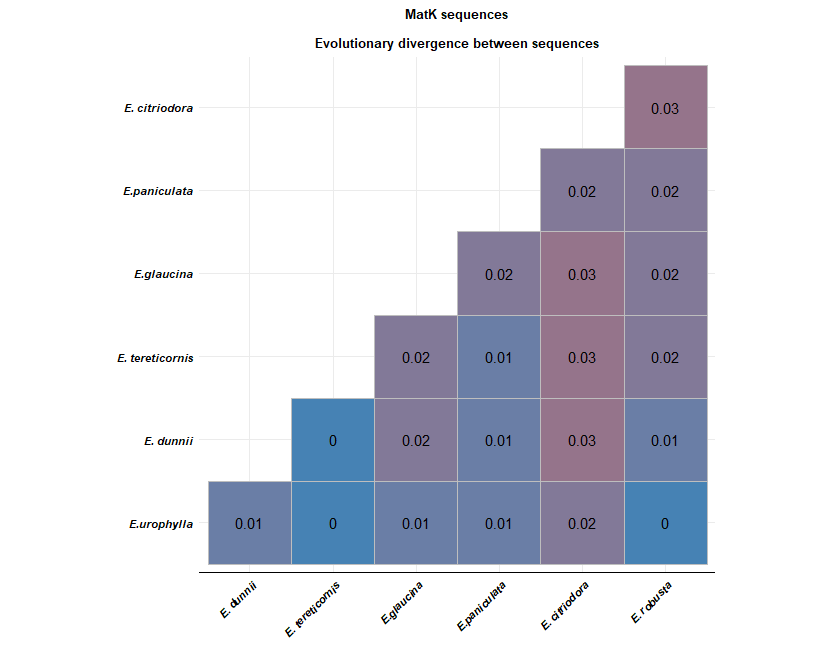 MatK sequences
Evolutionary divergence between sequences
E. citriodora 0.03
E.paniculata 0.02 0.02
E.glaucina 0.02 0.03 0.02
E. tereticornis 0.02 0.01 0.03 0.02
E. dunnii 0 0.02 0.01 0.03 0.01
E.urophylla 0.01 0 0.01 0.01 0.02 0
E. dunnii E. tereticornis E.glaucina E.paniculata E. citriodora E. robusta